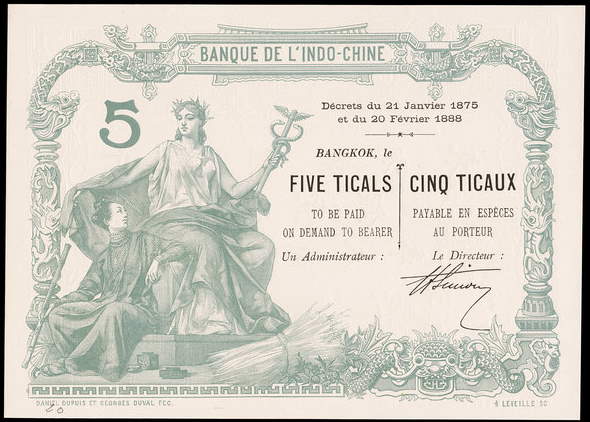 BANQUE DE L'INDO-CHINE
5
Décrets du 21 Janvier 1875
et du 20 Février 1888
BANGKOK, le
FIVE TICALS
CINQ TICAUX
TO BE PAID
ON DEMAND TO BEARER
PAYABLE EN ESPÈCES
AU PORTEUR
Un Administrateur :
Le Directeur :
DANIEL DUPUIS ET GEORGES DUVAL FEC.
A LEVEILLE SC